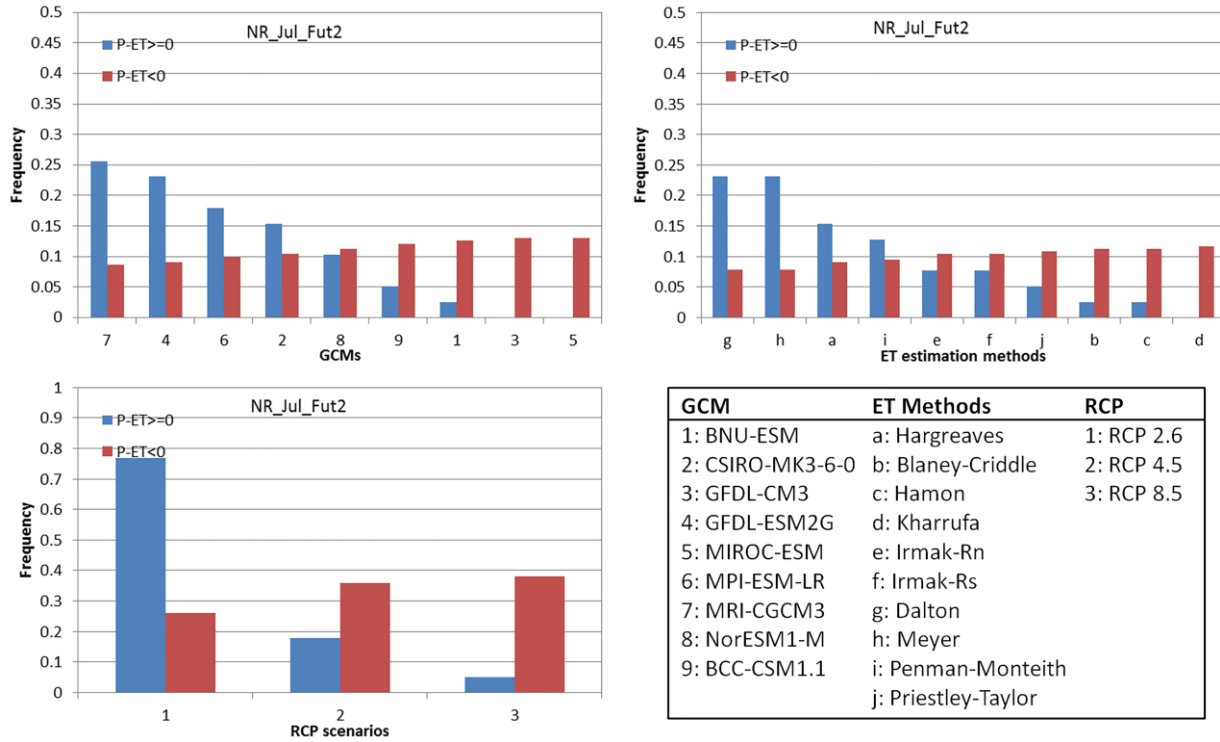 NR_Jul_Fut2
P-ET>=0
P-ET<0
Frequency
0.5
0.45
0.4
0.35
0.3
0.25
0.2
0.15
0.1
0.05
0
7 4 6 2 8 9 1 3 5
GCMs
NR_Jul_Fut2
P-ET>=0
P-ET<0
Frequency
0.5
0.45
0.4
0.35
0.3
0.25
0.2
0.15
0.1
0.05
0
g h a i e f j b c d
ET estimation methods
NR_Jul_Fut2
P-ET>=0
P-ET<0
Frequency
1
0.9
0.8
0.7
0.6
0.5
0.4
0.3
0.2
0.1
0
1 2 3
RCP scenarios
GCM ET Methods RCP
1: BNU-ESM a: Hargreaves 1: RCP 2.6
2: CSIRO-MK3-6-0 b: Blaney-Criddle 2: RCP 4.5
3: GFDL-CM3 c: Hamon 3: RCP 8.5
4: GFDL-ESM2G d: Kharrufa
5: MIROC-ESM e: Irmak-Rn
6: MPI-ESM-LR f: Irmak-Rs
7: MRI-CGCM3 g: Dalton
8: NorESM1-M h: Meyer
9: BCC-CSM1.1 i: Penman-Monteith
j: Priestley-Taylor